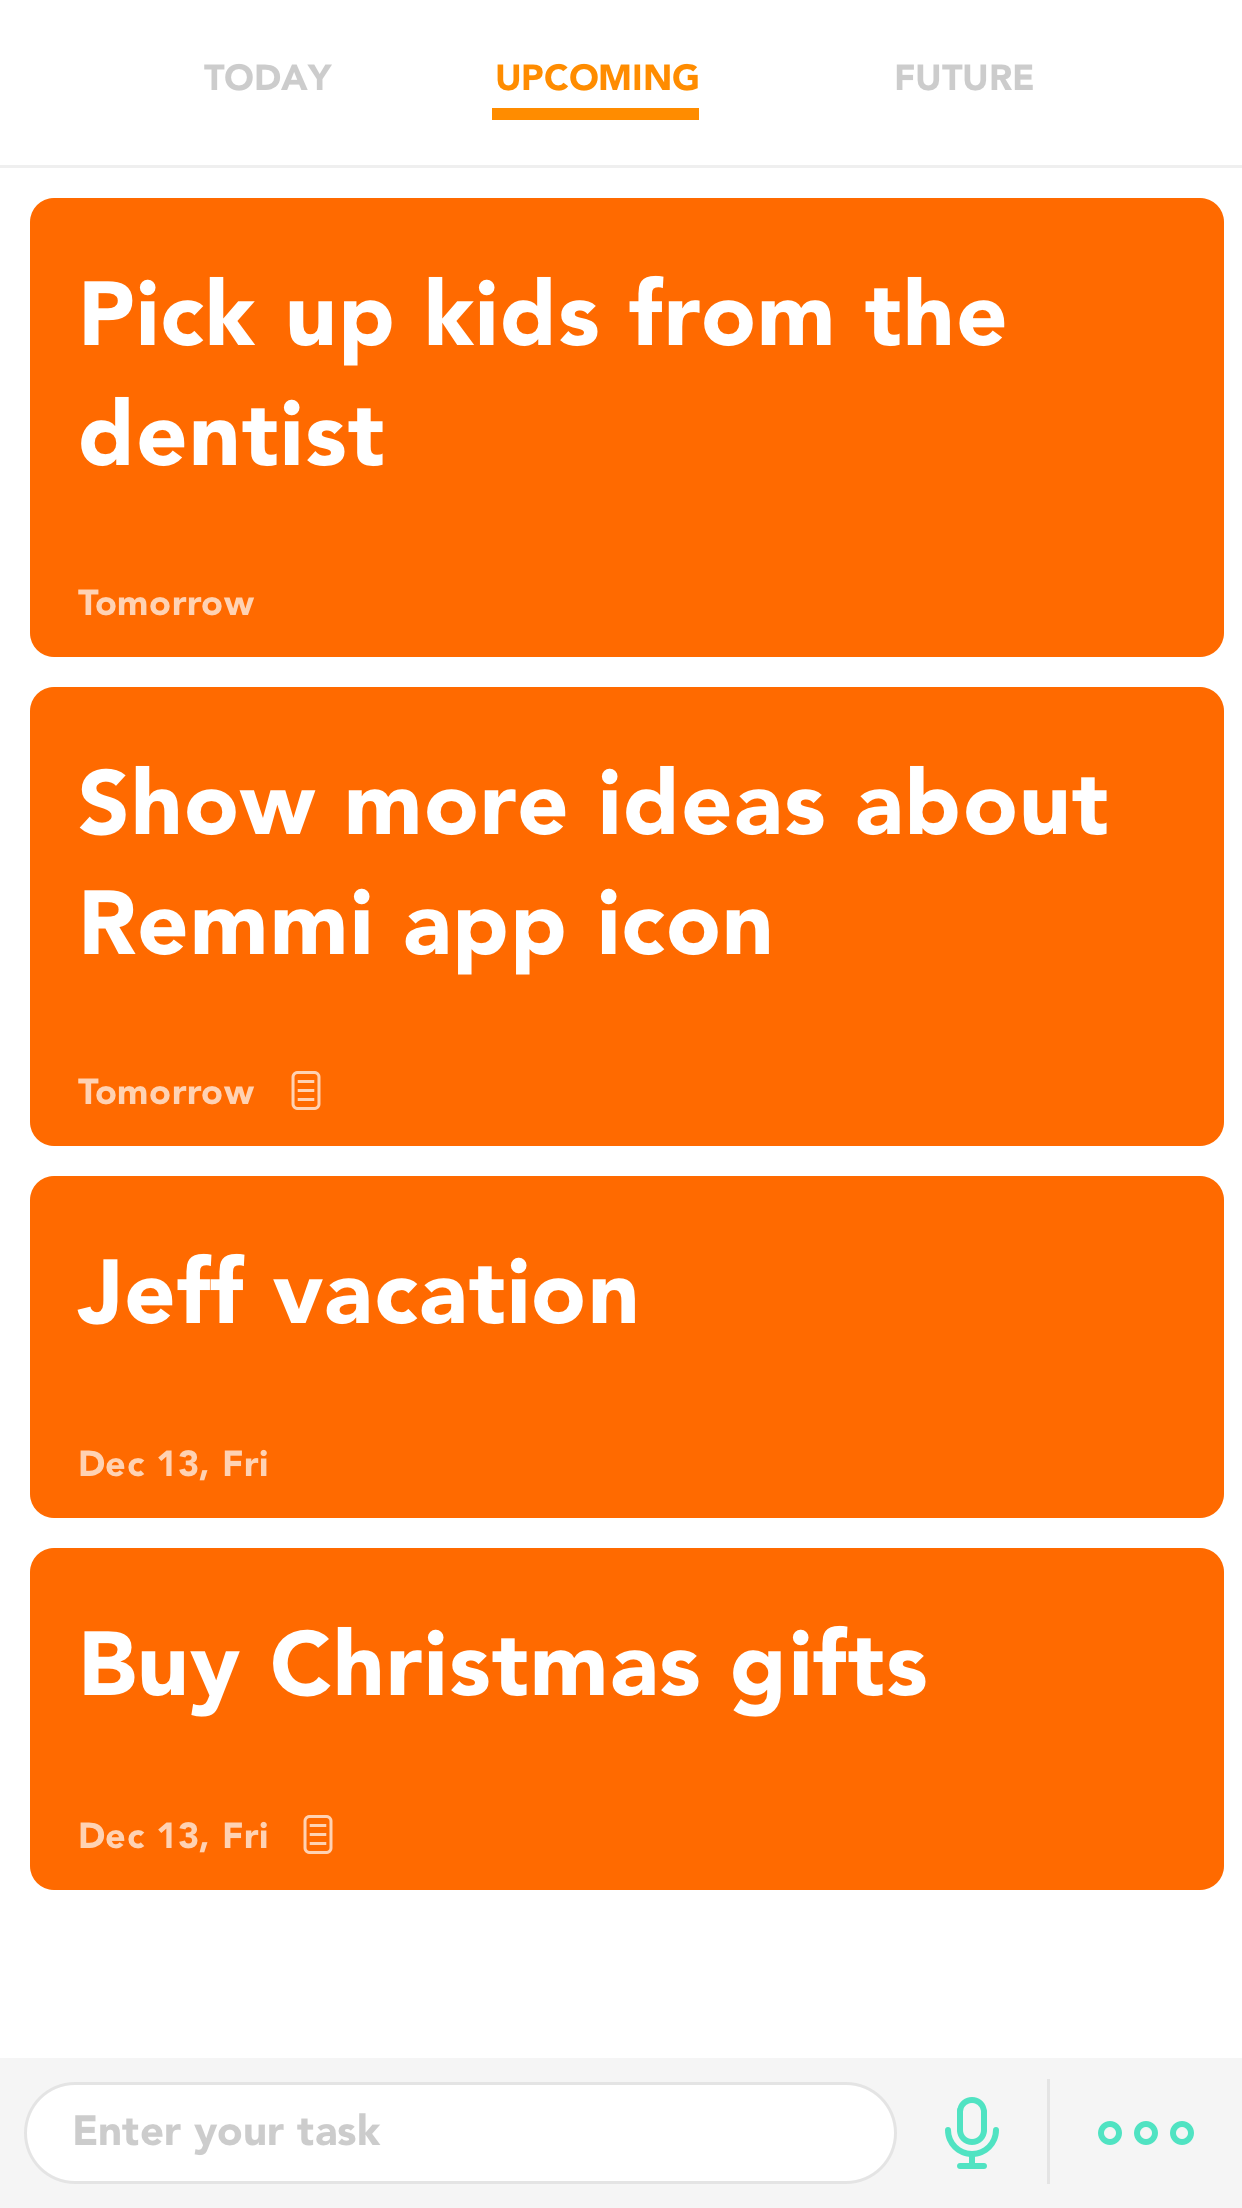 TODAY UPCOMING FUTURE
Pick up kids from the
dentist
Tomorrow
Show more ideas about
Remmi app icon
Tomorrow
Jeff vacation
Dec 13, Fri
Buy Christmas gifts
Dec 13, Fri
Enter your task